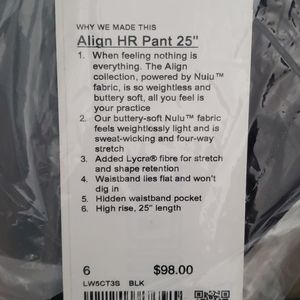 WHY WE MADE THIS
Align HR Pant 25"
1. When feeling nothing is
everything. The Align
collection, powered by Nulu™
fabric, is so weightless and
buttery soft, all you feel is
your practice
2. Our buttery-soft Nulu™ fabric
feels weightlessly light and is
sweat-wicking and four-way
stretch
3. Added Lycra® fibre for stretch
and shape retention
4. Waistband lies flat and won't
dig in
5. Hidden waistband pocket
6. High rise, 25" length
6 $98.00
LW5CT3S BLK